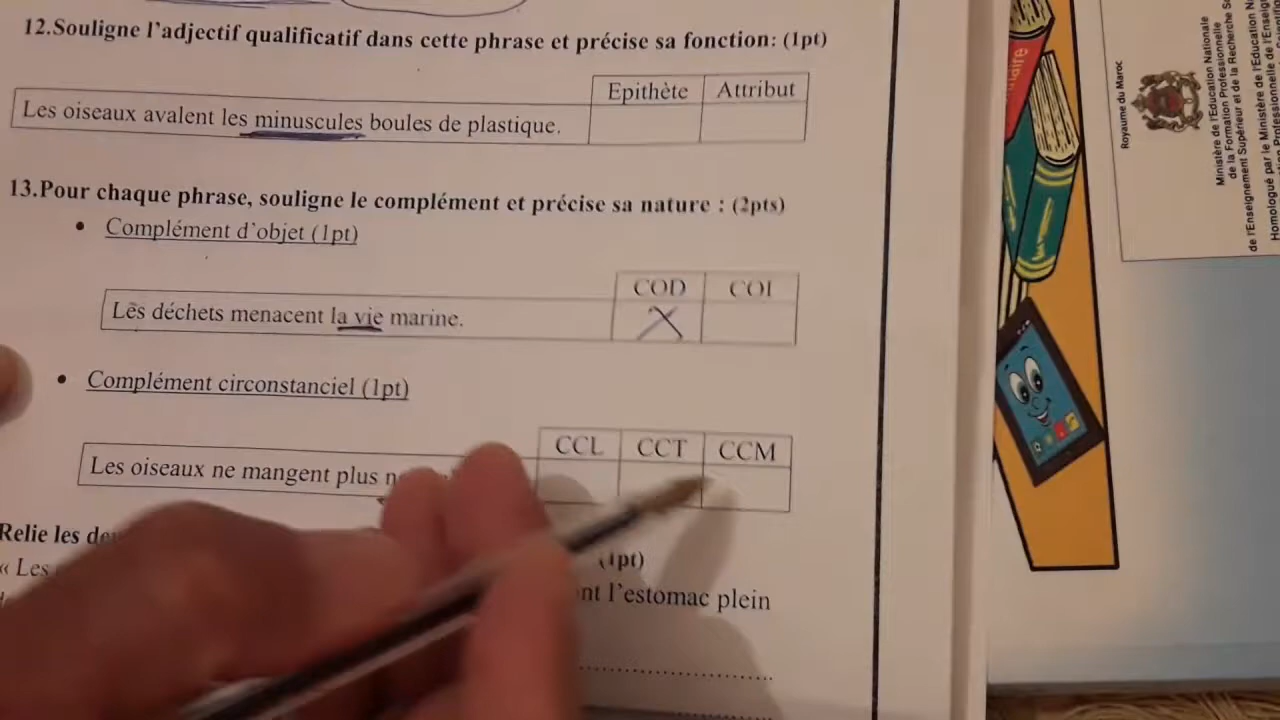 12.Souligne l'adjectif qualificatif dans cette phrase et précise sa fonction: (1pt)
Epithète Attribut
Les oiseaux avalent les minuscules boules de plastique.
13.Pour chaque phrase, souligne le complément et précise sa nature : (2pts)
• Complément d'objet (1pt)
COD COI
Les déchets menacent la vie marine.
X
• Complément circonstanciel (1pt)
CCL CCT CCM
Les oiseaux ne mangent plus
Relie les
(1pt)
« Les
l'estomac plein
Royaume du Maroc
Ministère de l'Education Nationale
de la Formation Professionnelle
de l'Enseignement Supérieur et de la Recherche
Homologué par le Ministère de l'Education